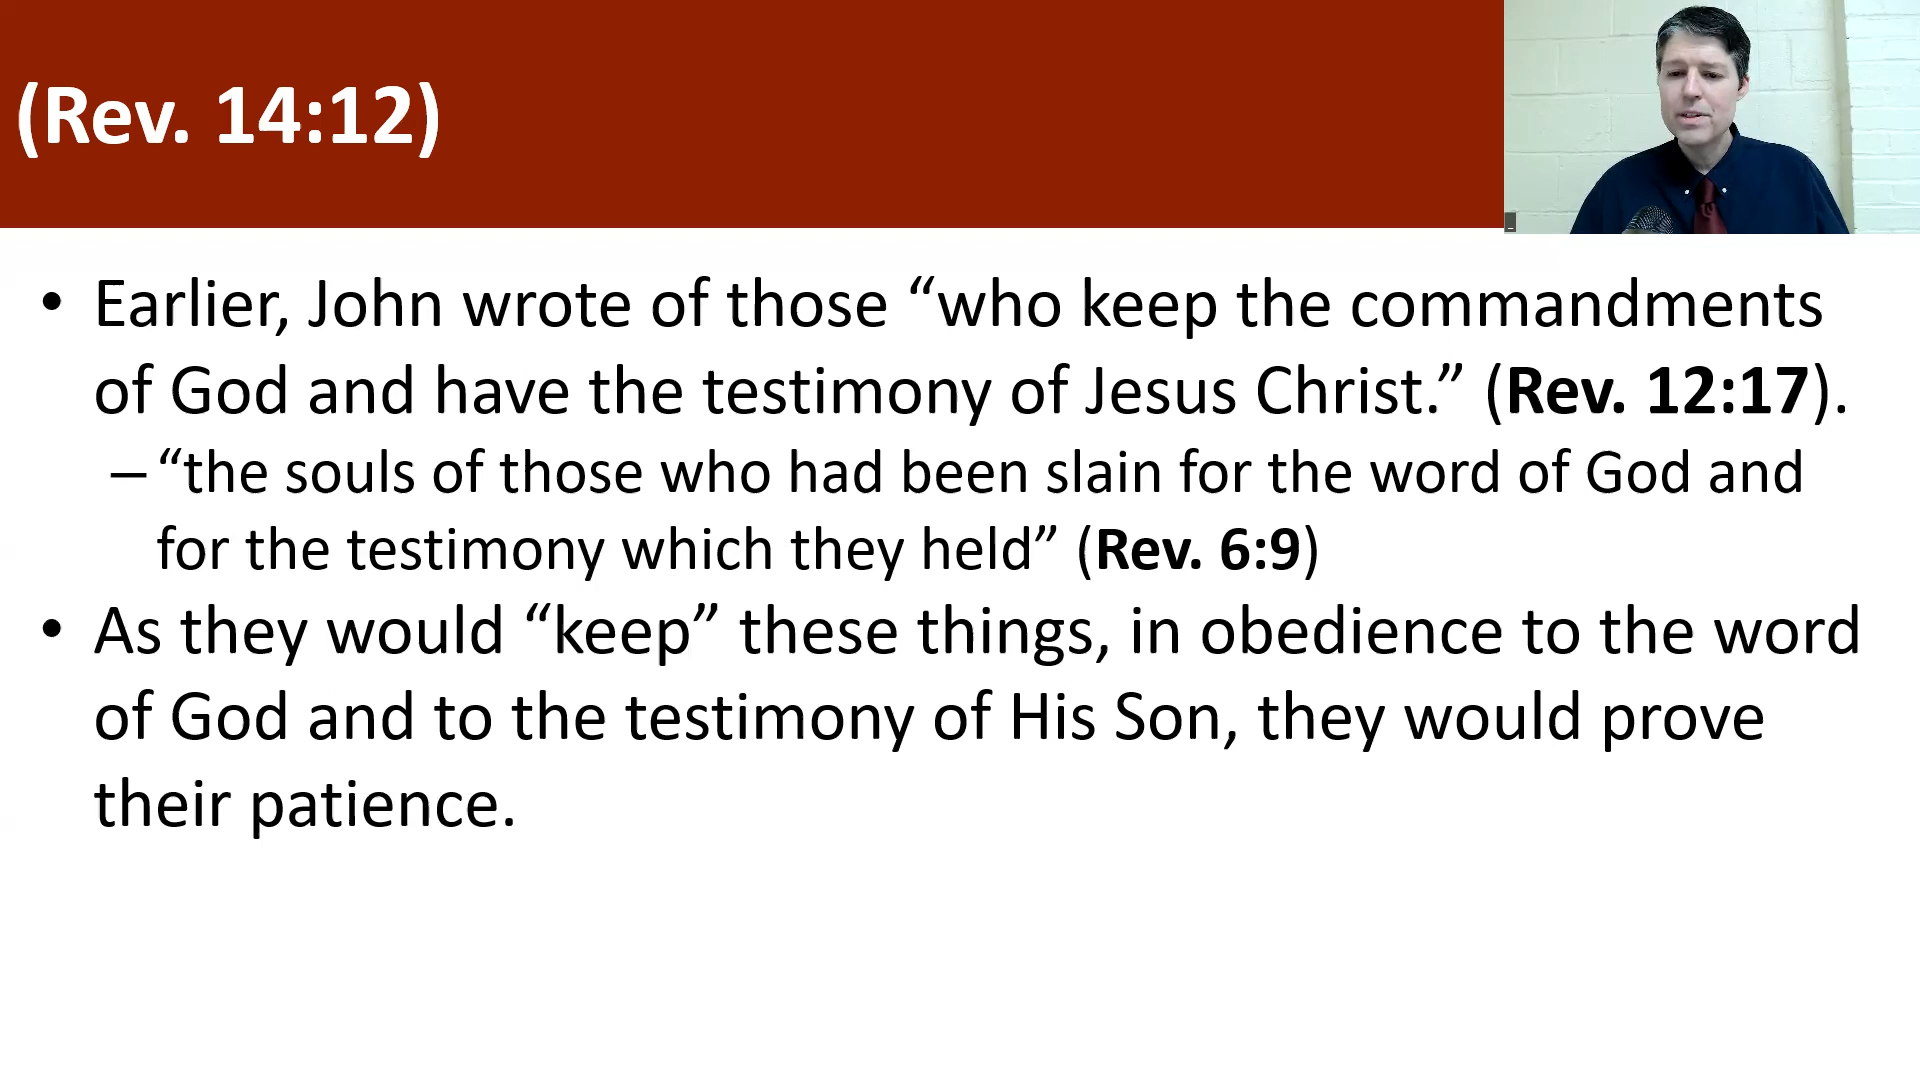 (Rev. 14:12)
• Earlier, John wrote of those “who keep the commandments
of God and have the testimony of Jesus Christ.” (Rev. 12:17).
– “the souls of those who had been slain for the word of God and
for the testimony which they held” (Rev. 6:9)
• As they would “keep” these things, in obedience to the word
of God and to the testimony of His Son, they would prove
their patience.